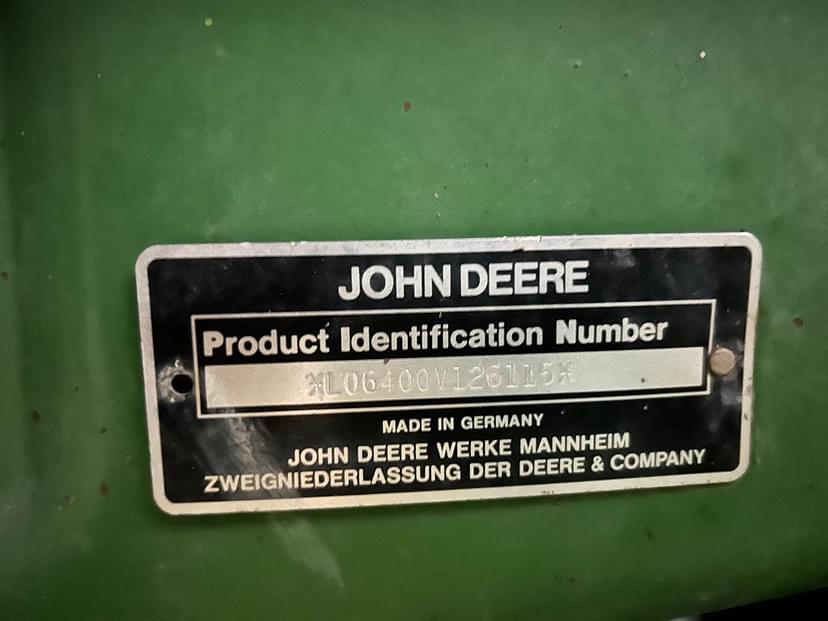 JOHN DEERE
Product Identification Number
*L06400V126115*
MADE IN GERMANY
JOHN DEERE WERKE MANNHEIM
ZWEIGNIEDERLASSUNG DER DEERE & COMPANY